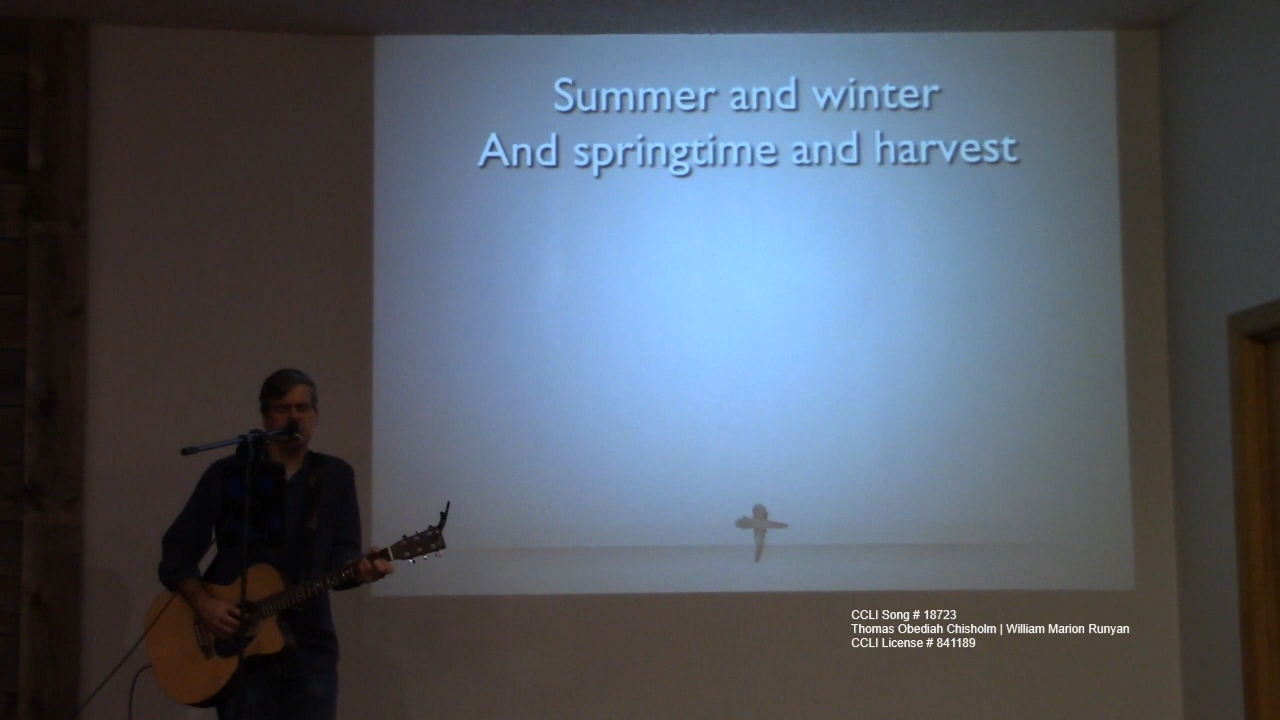 Summer and winter
And springtime and harvest
CCLI Song # 18723
Thomas Obediah Chisholm | William Marion Runyan
CCLI License # 841189